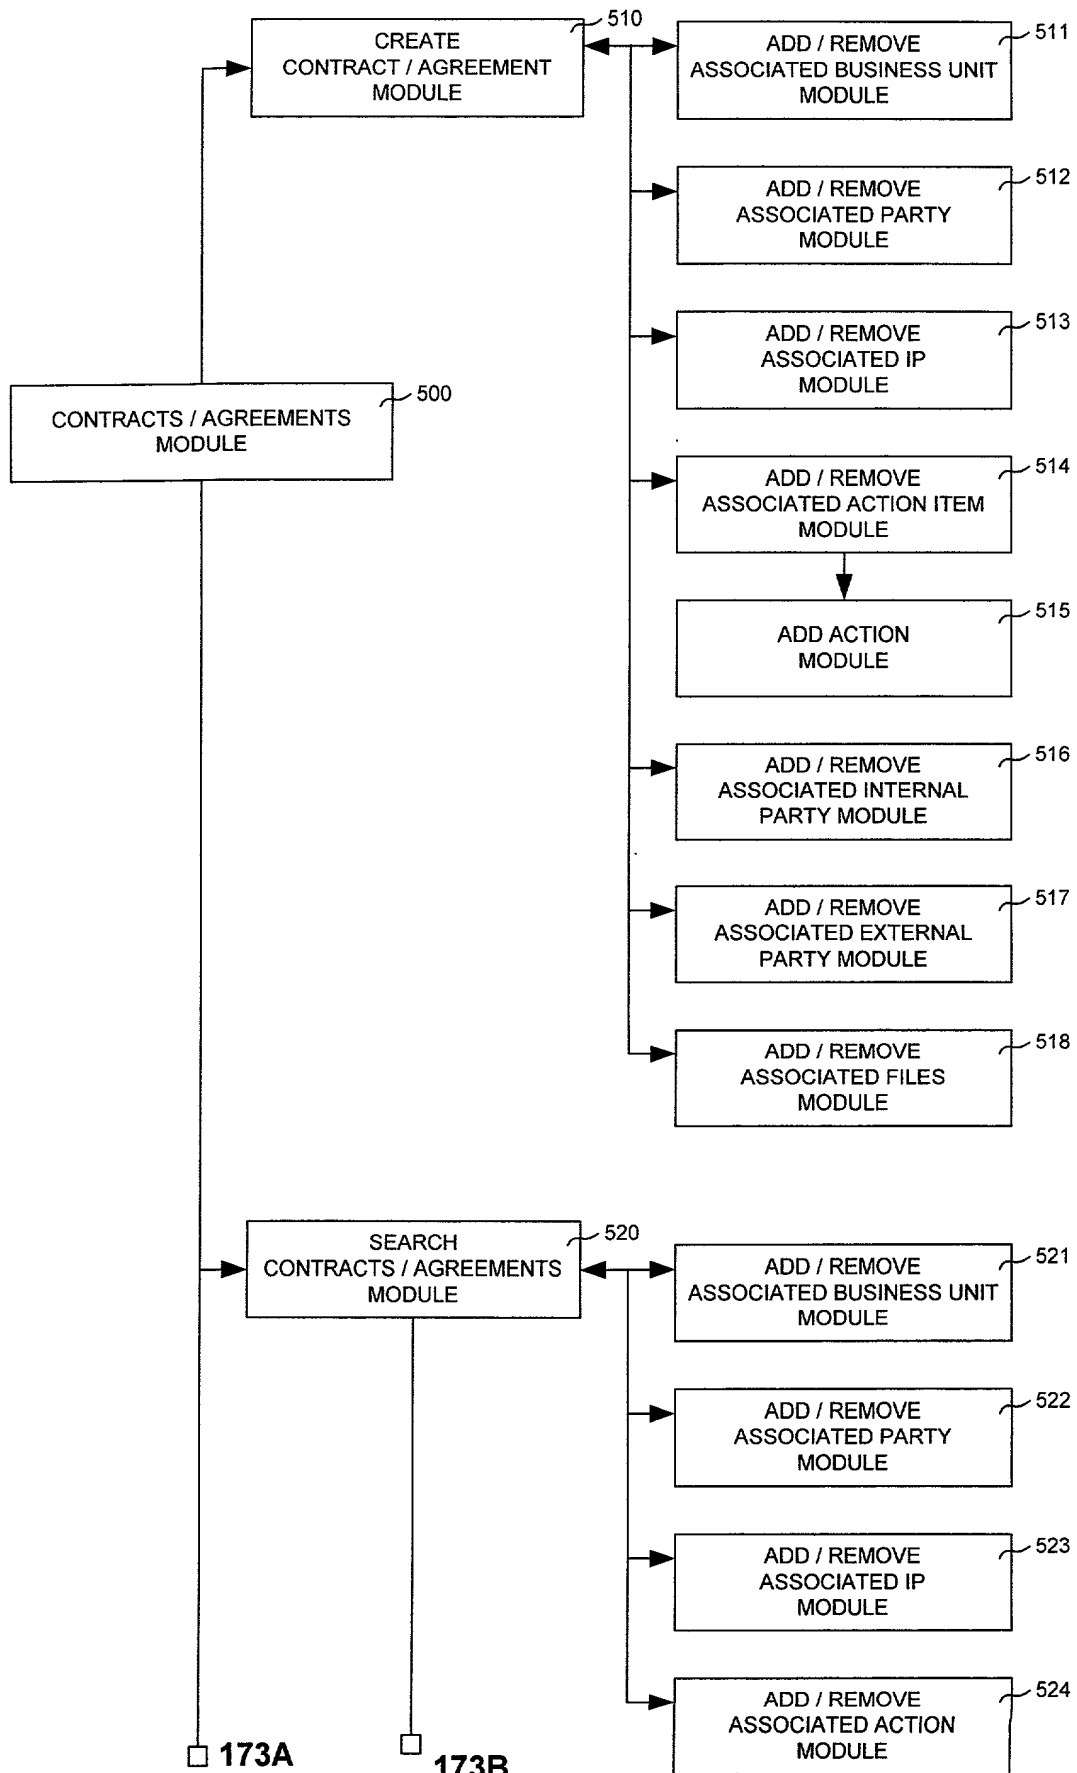 CREATE
CONTRACT / AGREEMENT
MODULE
510
ADD / REMOVE
ASSOCIATED BUSINESS UNIT
MODULE
511
ADD / REMOVE
ASSOCIATED PARTY
MODULE
512
ADD / REMOVE
ASSOCIATED IP
MODULE
513
CONTRACTS / AGREEMENTS
MODULE
500
ADD / REMOVE
ASSOCIATED ACTION ITEM
MODULE
514
ADD ACTION
MODULE
515
ADD / REMOVE
ASSOCIATED INTERNAL
PARTY MODULE
516
ADD / REMOVE
ASSOCIATED EXTERNAL
PARTY MODULE
517
ADD / REMOVE
ASSOCIATED FILES
MODULE
518
SEARCH
CONTRACTS / AGREEMENTS
MODULE
520
ADD / REMOVE
ASSOCIATED BUSINESS UNIT
MODULE
521
ADD / REMOVE
ASSOCIATED PARTY
MODULE
522
ADD / REMOVE
ASSOCIATED IP
MODULE
523
ADD / REMOVE
ASSOCIATED ACTION
MODULE
524
173A
173B